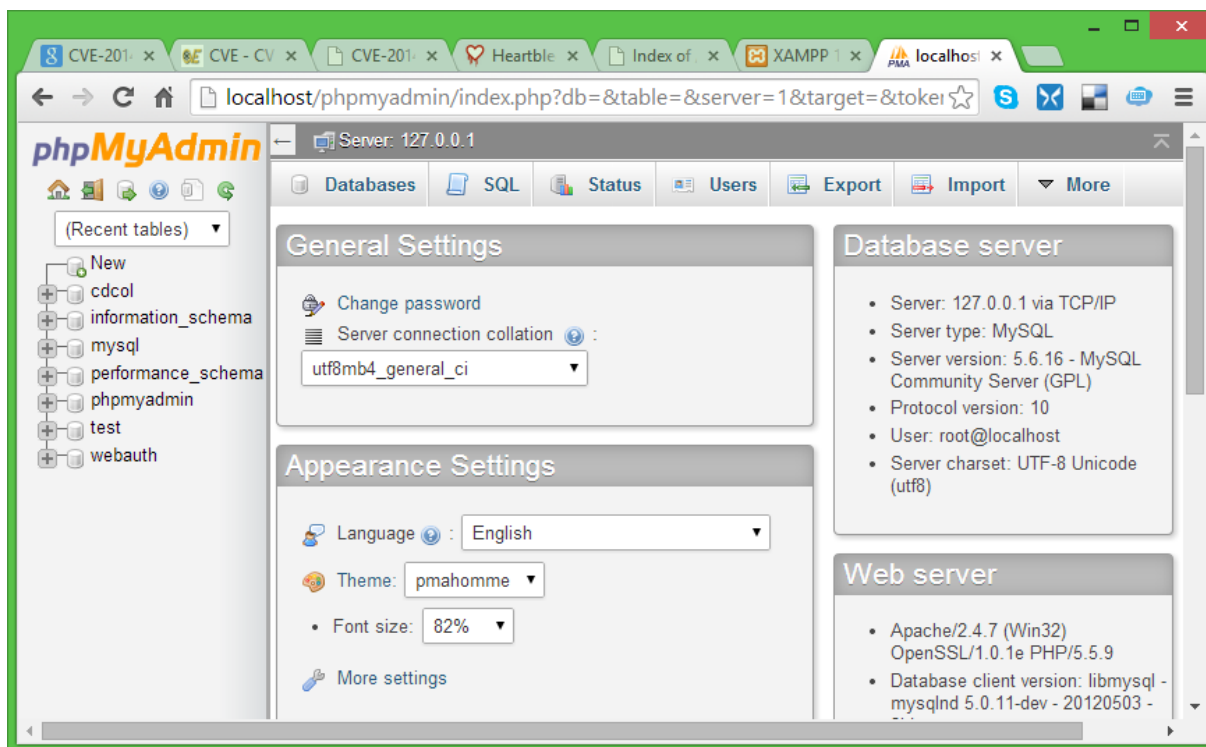 CVE-201
CVE - CV
CVE-201
Heartble
Index of
XAMPP 1
PMA
localhost
localhost/phpmyadmin/index.php?db=&table=&server=1&target=&token
phpMyAdmin
Server: 127.0.0.1
Databases
SQL
Status
Users
Export
Import
More
(Recent tables)
New
cdcol
information_schema
mysql
performance_schema
phpmyadmin
test
webauth
General Settings
Change password
Server connection collation :
utf8mb4_general_ci
Appearance Settings
Language : English
Theme: pmahomme
• Font size: 82%
More settings
Database server
• Server: 127.0.0.1 via TCP/IP
• Server type: MySQL
• Server version: 5.6.16 - MySQL
Community Server (GPL)
• Protocol version: 10
• User: root@localhost
• Server charset: UTF-8 Unicode
(utf8)
Web server
• Apache/2.4.7 (Win32)
OpenSSL/1.0.1e PHP/5.5.9
• Database client version: libmysql -
mysqlnd 5.0.11-dev - 20120503 -